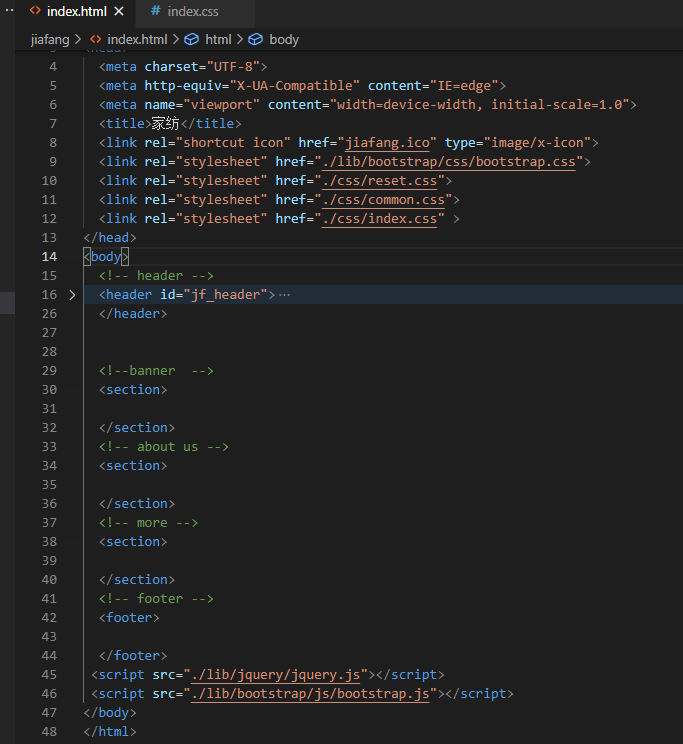 index.html × # index.css
jiafang > index.html > html > body
4 <meta charset="UTF-8">
5 <meta http-equiv="X-UA-Compatible" content="IE=edge">
6 <meta name="viewport" content="width=device-width, initial-scale=1.0">
7 <title>家纺</title>
8 <link rel="shortcut icon" href="jiafang.ico" type="image/x-icon">
9 <link rel="stylesheet" href="./lib/bootstrap/css/bootstrap.css">
10 <link rel="stylesheet" href="./css/reset.css">
11 <link rel="stylesheet" href="./css/common.css">
12 <link rel="stylesheet" href="./css/index.css" >
13 </head>
14 <body>
15 <!-- header -->
16 <header id="jf_header">…
26 </header>
27
28
29 <!--banner  -->
30 <section>
31
32 </section>
33 <!-- about us -->
34 <section>
35
36 </section>
37 <!-- more -->
38 <section>
39
40 </section>
41 <!-- footer -->
42 <footer>
43
44 </footer>
45 <script src="./lib/jquery/jquery.js"></script>
46 <script src="./lib/bootstrap/js/bootstrap.js"></script>
47 </body>
48 </html>